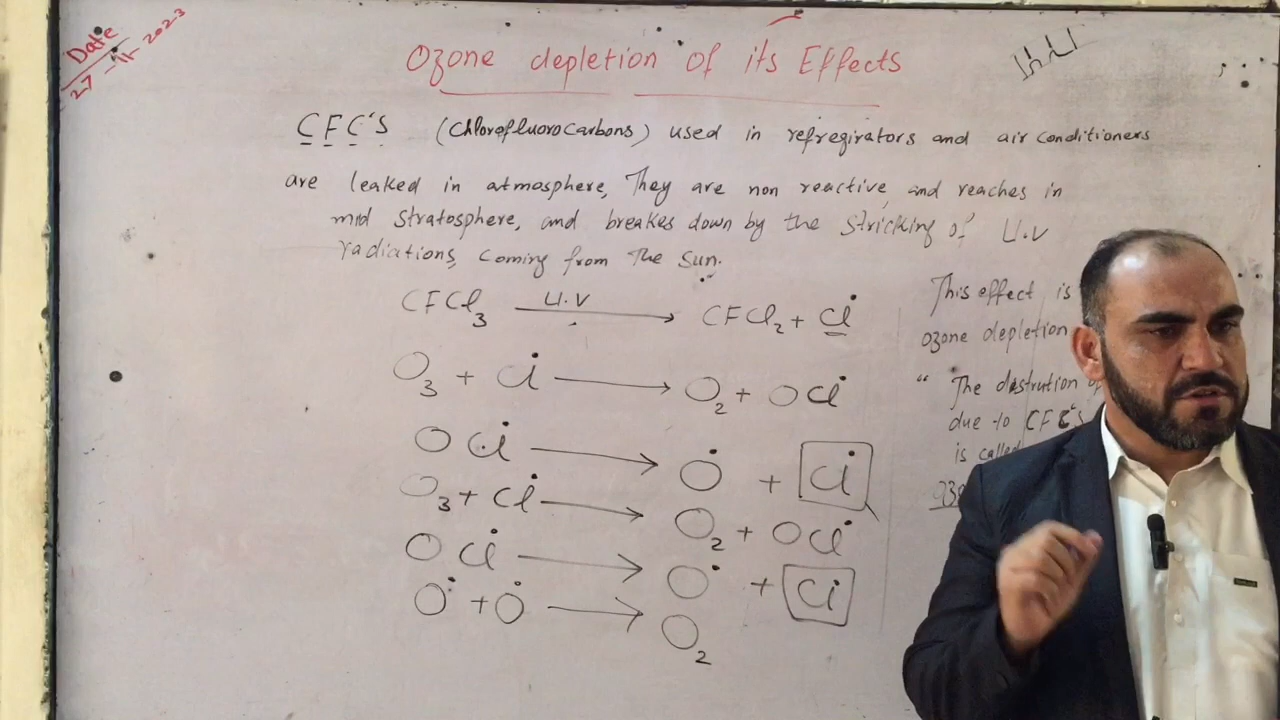 Date
27-11-2023
Ozone depletion of its Effects
CFC's (Chlorofluorocarbons) used in refregirators and air conditioners
are leaked in atmosphere, They are non reactive and reaches in
mid stratosphere, and breakes down by the stricking of U.V
radiations, coming from The Sun.
CFCl₃ U.V → CFCl₂ + Cl•
O₃ + Cl• → O₂ + OCl•
OCl• → O• + Cl•
O₃ + Cl• → O₂ + OCl•
OCl• → O• + Cl•
O• + O• → O₂
This effect is
ozone depletion
" The dastrution
due to CFC's
is called